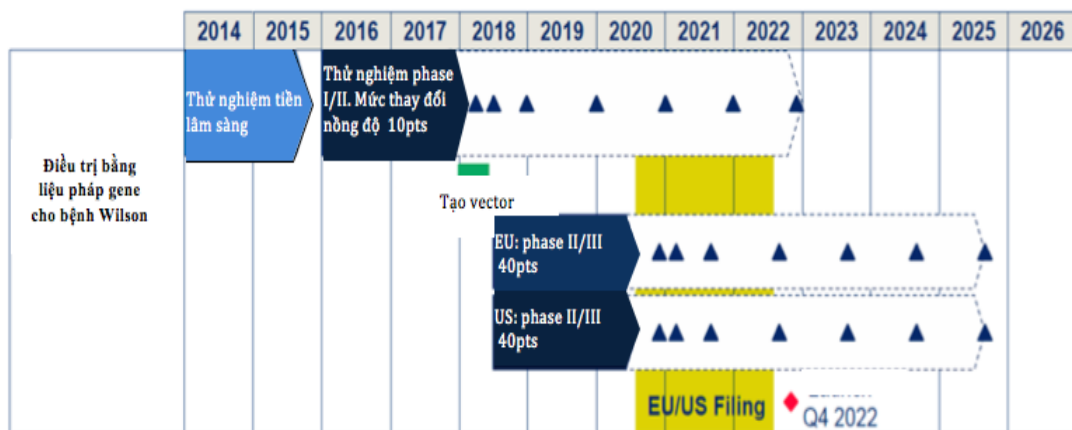 2014 2015 2016 2017 2018 2019 2020 2021 2022 2023 2024 2025 2026
Thử nghiệm tiền
lâm sàng
Thử nghiệm phase
I/II. Mức thay đổi
nồng độ 10pts
Điều trị bằng
liệu pháp gene
cho bệnh Wilson
Tạo vector
EU: phase II/III
40pts
US: phase II/III
40pts
EU/US Filing
Q4 2022